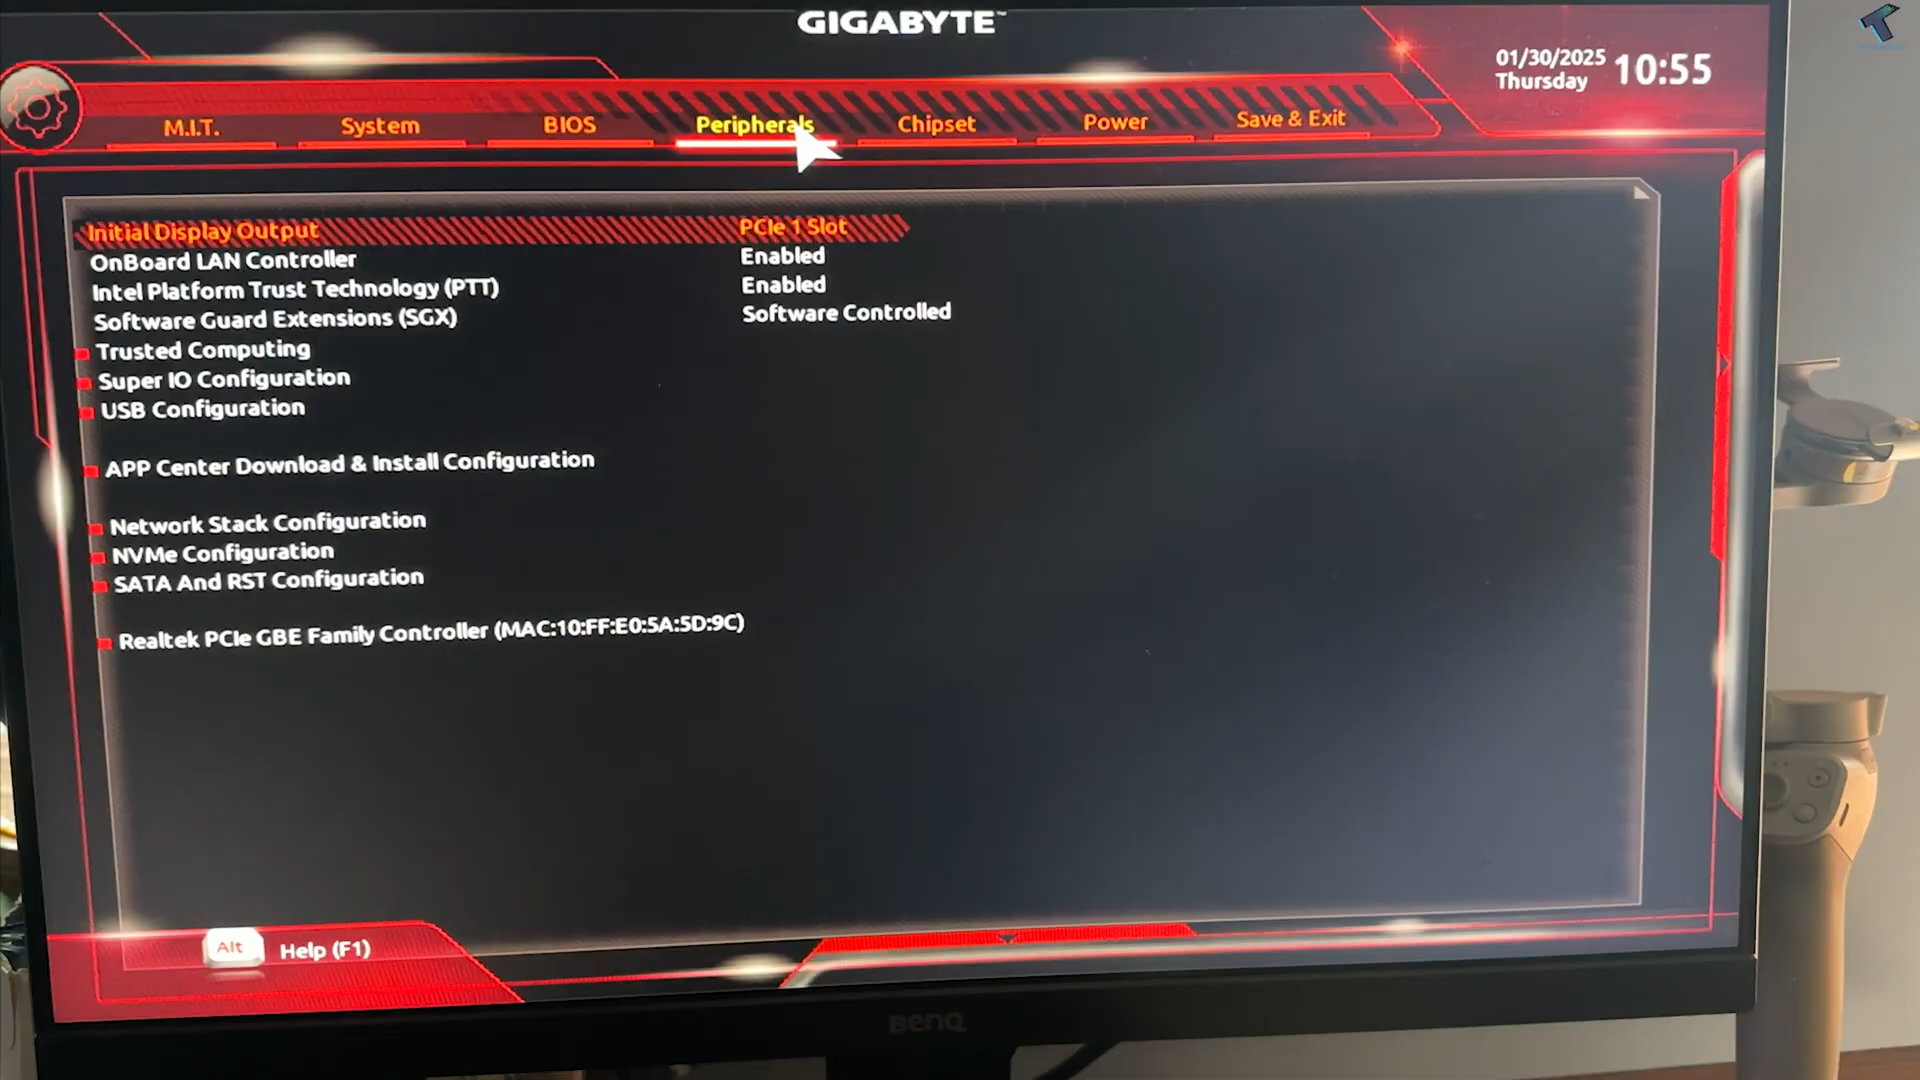 GIGABYTE™
01/30/2025
Thursday
10:55
M.I.T.
System
BIOS
Peripherals
Chipset
Power
Save & Exit
Initial Display Output PCIe 1 Slot
OnBoard LAN Controller Enabled
Intel Platform Trust Technology (PTT) Enabled
Software Guard Extensions (SGX) Software Controlled
Trusted Computing
Super IO Configuration
USB Configuration
APP Center Download & Install Configuration
Network Stack Configuration
NVMe Configuration
SATA And RST Configuration
Realtek PCIe GBE Family Controller (MAC:10:FF:E0:5A:5D:9C)
Alt Help (F1)
BenQ